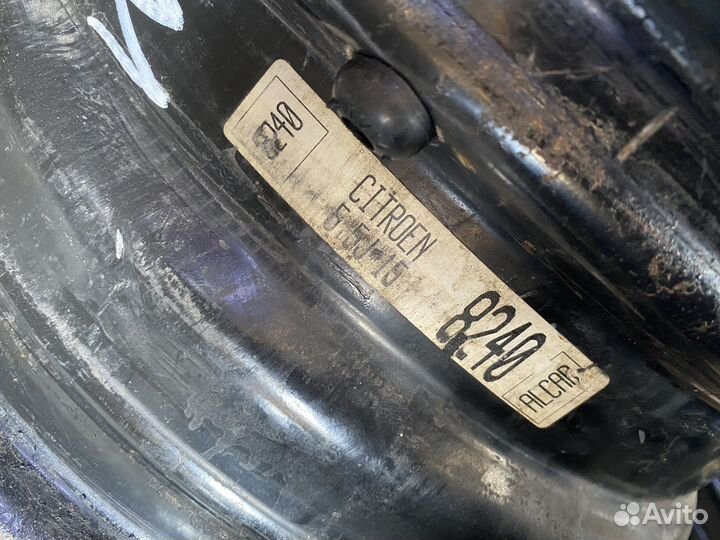 8240
CITROEN
8240
ALCAR
Avito